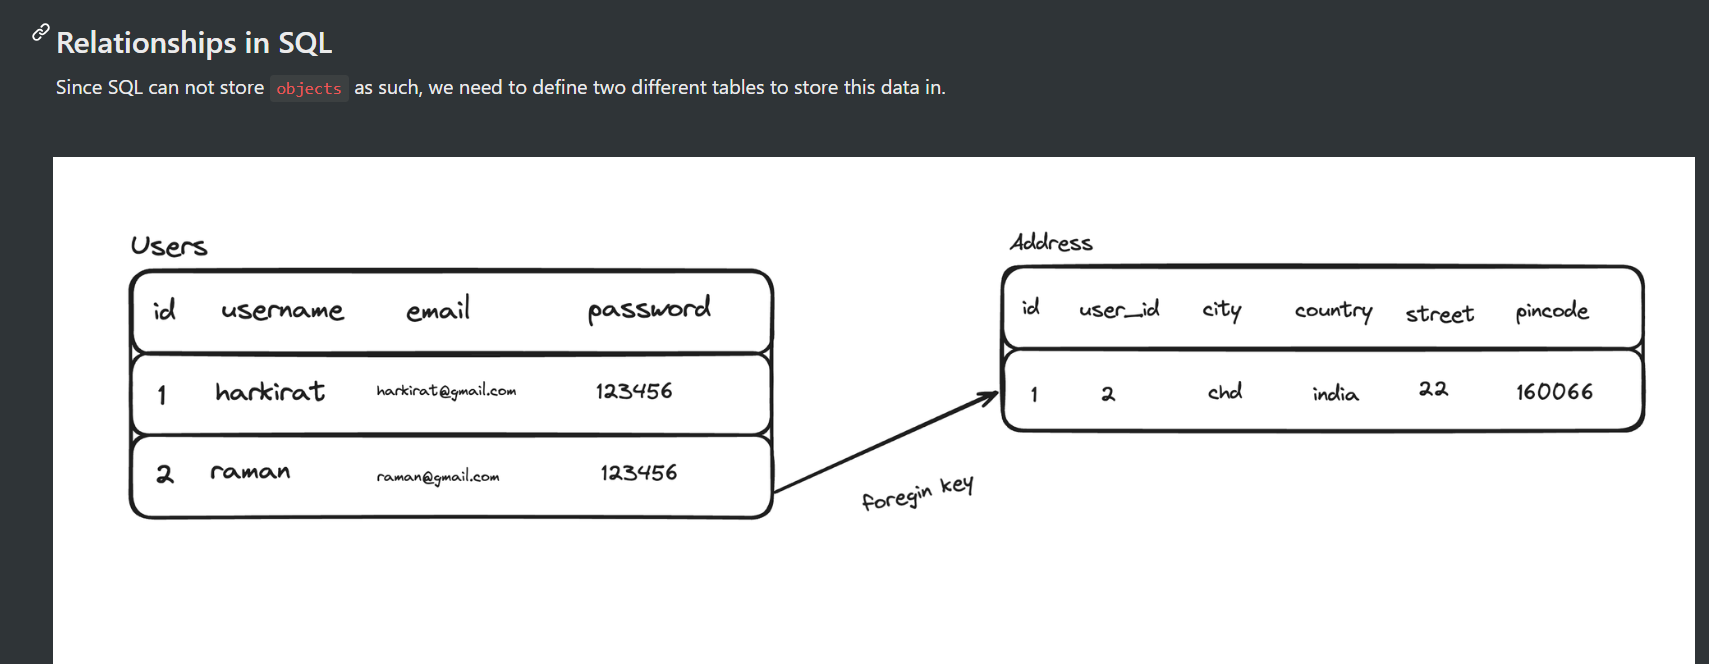 Relationships in SQL
Since SQL can not store objects as such, we need to define two different tables to store this data in.
Users
id username email password
1 harkirat harkirat@gmail.com 123456
2 raman raman@gmail.com 123456
foregin key
Address
id user_id city country street pincode
1 2 chd india 22 160066